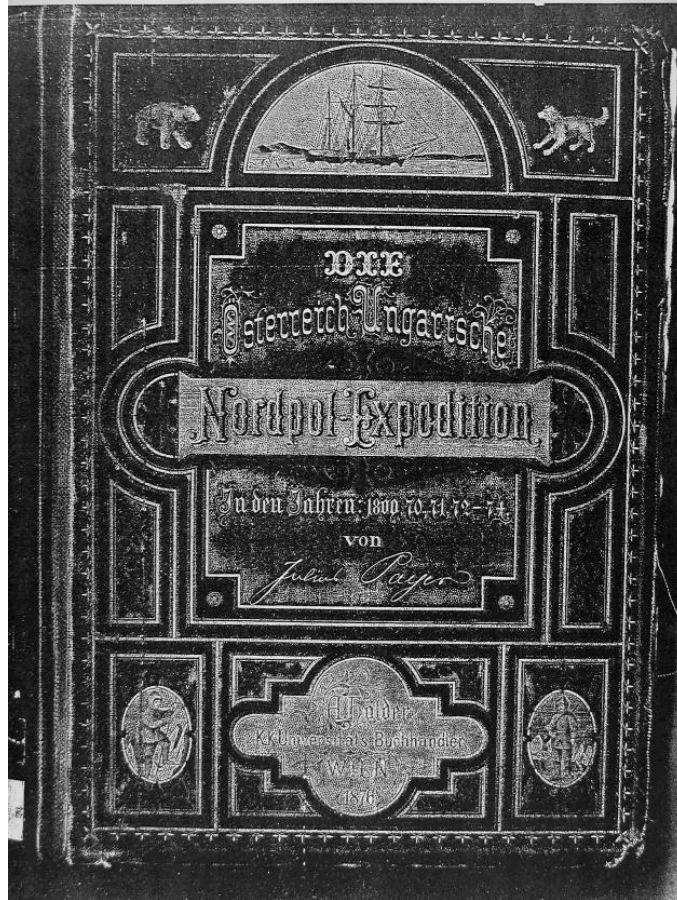 DIE
Österreich-Ungarische
Nordpol-Expedition
In den Jahren: 1869, 70, 71, 72–74,
von
Julius Payer
A. Hölder
K.K. Universitäts-Buchhändler
WIEN
1876